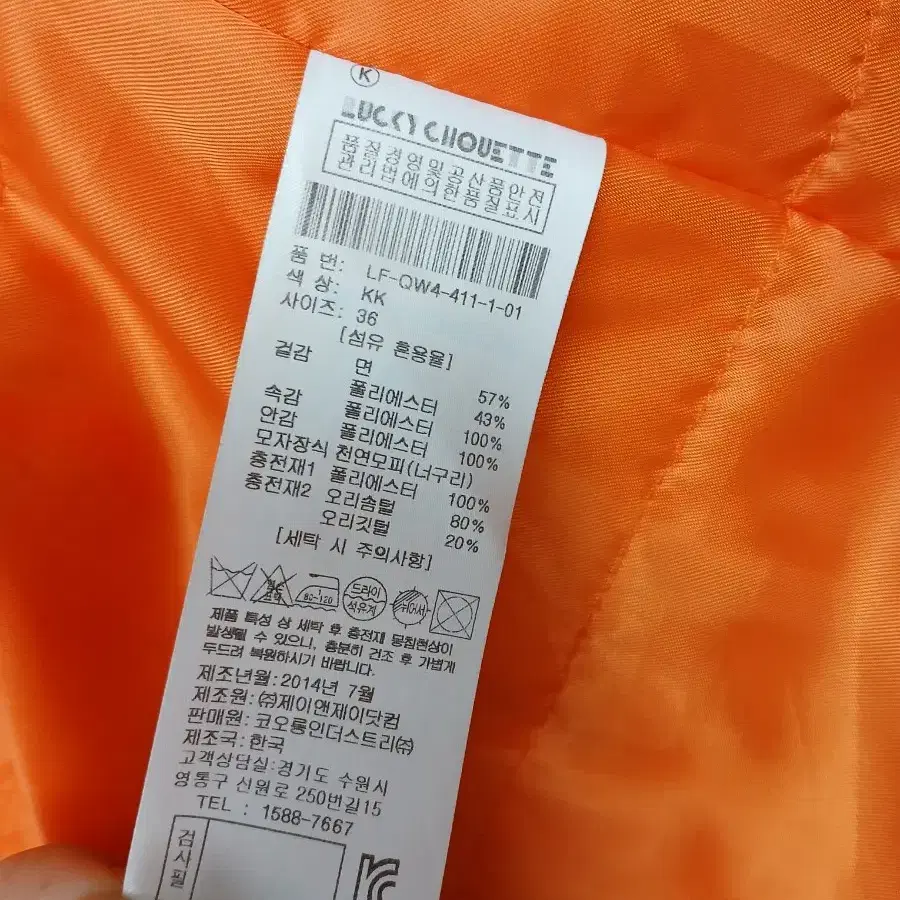 K
LUCKY CHOUETTE
품질경영및공산품안전
관리법에의한품질표시
품 번: LF-QW4-411-1-01
색 상: KK
사이즈: 36
[섬유 혼용율]
겉감 면 57%
폴리에스터 43%
속감 폴리에스터 100%
안감 폴리에스터 100%
모자장식 천연모피(너구리)
충전재1 폴리에스터 100%
충전재2 오리솜털 80%
오리깃털 20%
[세탁 시 주의사항]
80-120
드라이
석유계
제품 특성 상 세탁 후 충전재 뭉침현상이
발생될 수 있으니, 충분히 건조 후 가볍게
두드려 복원하시기 바랍니다.
제조년월: 2014년 7월
제조원: ㈜제이앤제이닷컴
판매원: 코오롱인더스트리㈜
제조국: 한국
고객상담실:경기도 수원시
영통구 신원로 250번길15
TEL : 1588-7667
검사필